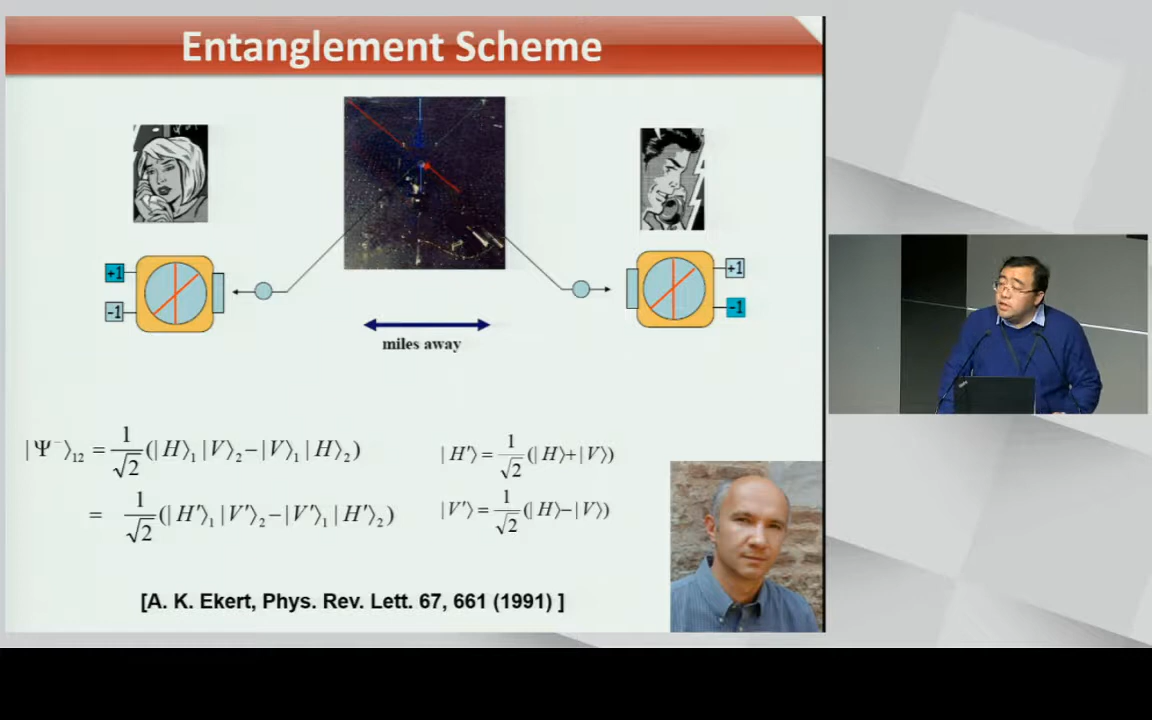 Entanglement Scheme
+1
-1
+1
-1
miles away
|Ψ⁻⟩₁₂ = 1/√2 (|H⟩₁|V⟩₂−|V⟩₁|H⟩₂)
|H′⟩ = 1/√2 (|H⟩+|V⟩)
= 1/√2 (|H′⟩₁|V′⟩₂−|V′⟩₁|H′⟩₂)
|V′⟩ = 1/√2 (|H⟩−|V⟩)
[A. K. Ekert, Phys. Rev. Lett. 67, 661 (1991) ]